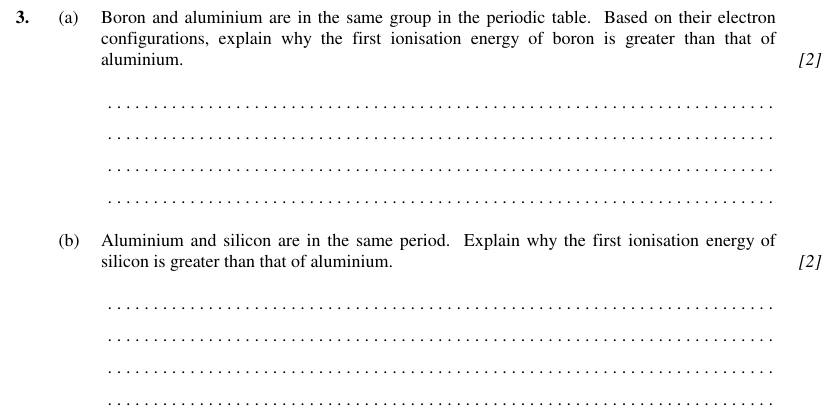 3. (a) Boron and aluminium are in the same group in the periodic table. Based on their electron
configurations, explain why the first ionisation energy of boron is greater than that of
aluminium. [2]
. . . . . . . . . . . . . . . . . . . . . . . . . . . . . . . . . . . . . . . . . . . . . . . . . . . . . . . . . . . . . . . . . . . . . . . . .
. . . . . . . . . . . . . . . . . . . . . . . . . . . . . . . . . . . . . . . . . . . . . . . . . . . . . . . . . . . . . . . . . . . . . . . . .
. . . . . . . . . . . . . . . . . . . . . . . . . . . . . . . . . . . . . . . . . . . . . . . . . . . . . . . . . . . . . . . . . . . . . . . . .
. . . . . . . . . . . . . . . . . . . . . . . . . . . . . . . . . . . . . . . . . . . . . . . . . . . . . . . . . . . . . . . . . . . . . . . . .
(b) Aluminium and silicon are in the same period. Explain why the first ionisation energy of
silicon is greater than that of aluminium. [2]
. . . . . . . . . . . . . . . . . . . . . . . . . . . . . . . . . . . . . . . . . . . . . . . . . . . . . . . . . . . . . . . . . . . . . . . . .
. . . . . . . . . . . . . . . . . . . . . . . . . . . . . . . . . . . . . . . . . . . . . . . . . . . . . . . . . . . . . . . . . . . . . . . . .
. . . . . . . . . . . . . . . . . . . . . . . . . . . . . . . . . . . . . . . . . . . . . . . . . . . . . . . . . . . . . . . . . . . . . . . . .
. . . . . . . . . . . . . . . . . . . . . . . . . . . . . . . . . . . . . . . . . . . . . . . . . . . . . . . . . . . . . . . . . . . . . . . . .